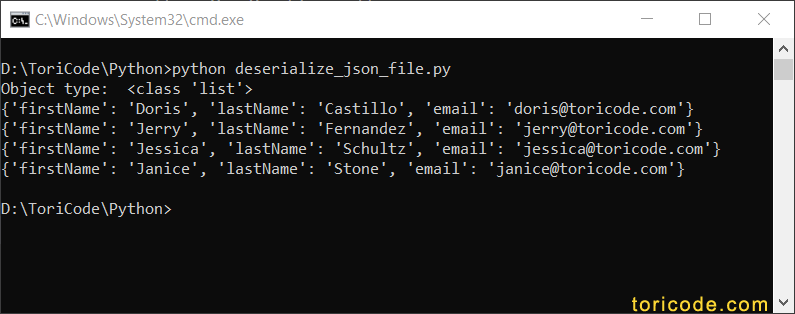 C:\Windows\System32\cmd.exe
D:\ToriCode\Python>python deserialize_json_file.py
Object type:  <class 'list'>
{'firstName': 'Doris', 'lastName': 'Castillo', 'email': 'doris@toricode.com'}
{'firstName': 'Jerry', 'lastName': 'Fernandez', 'email': 'jerry@toricode.com'}
{'firstName': 'Jessica', 'lastName': 'Schultz', 'email': 'jessica@toricode.com'}
{'firstName': 'Janice', 'lastName': 'Stone', 'email': 'janice@toricode.com'}
D:\ToriCode\Python>
toricode.com